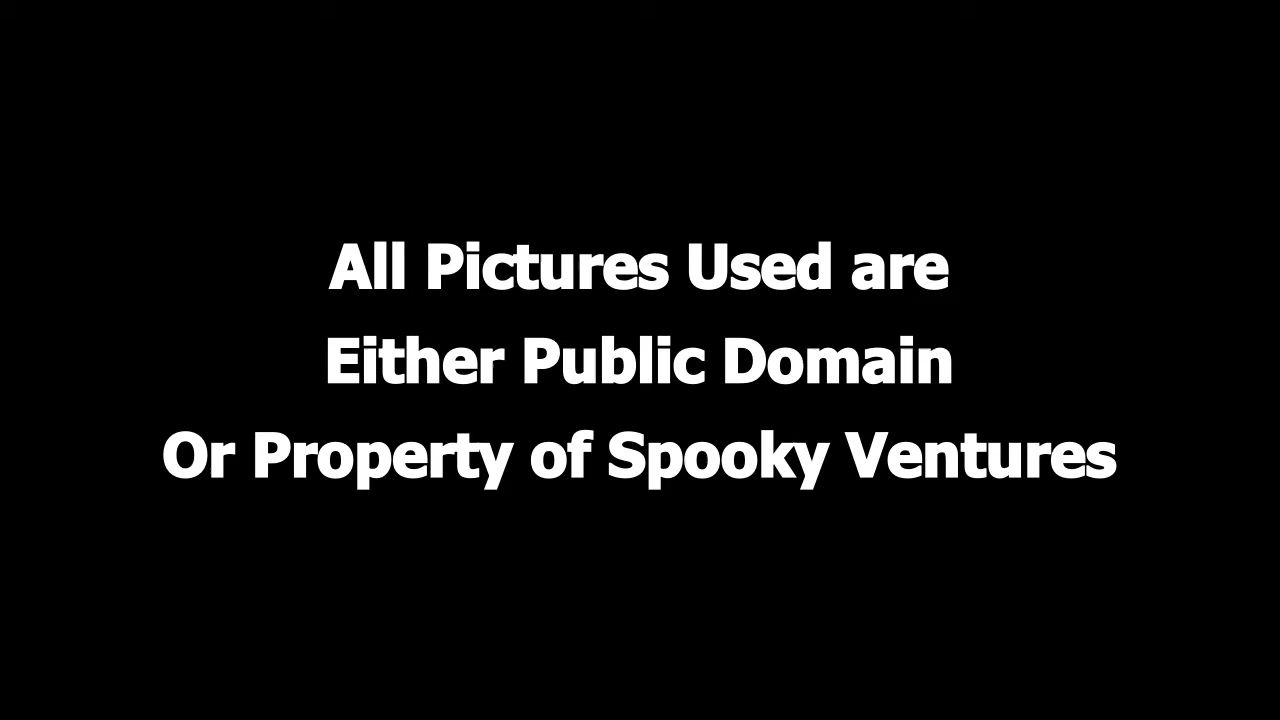 All Pictures Used are
Either Public Domain
Or Property of Spooky Ventures